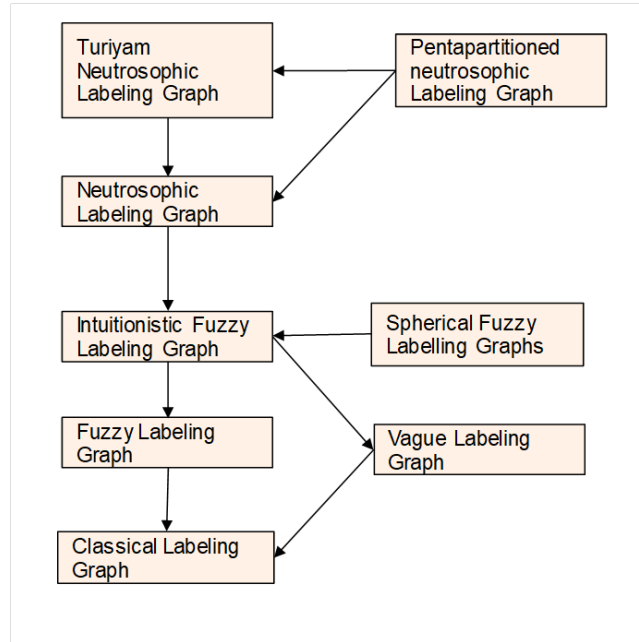 Turiyam
Neutrosophic
Labeling Graph
Pentapartitioned
neutrosophic
Labeling Graph
Neutrosophic
Labeling Graph
Intuitionistic Fuzzy
Labeling Graph
Spherical Fuzzy
Labelling Graphs
Fuzzy Labeling
Graph
Vague Labeling
Graph
Classical Labeling
Graph